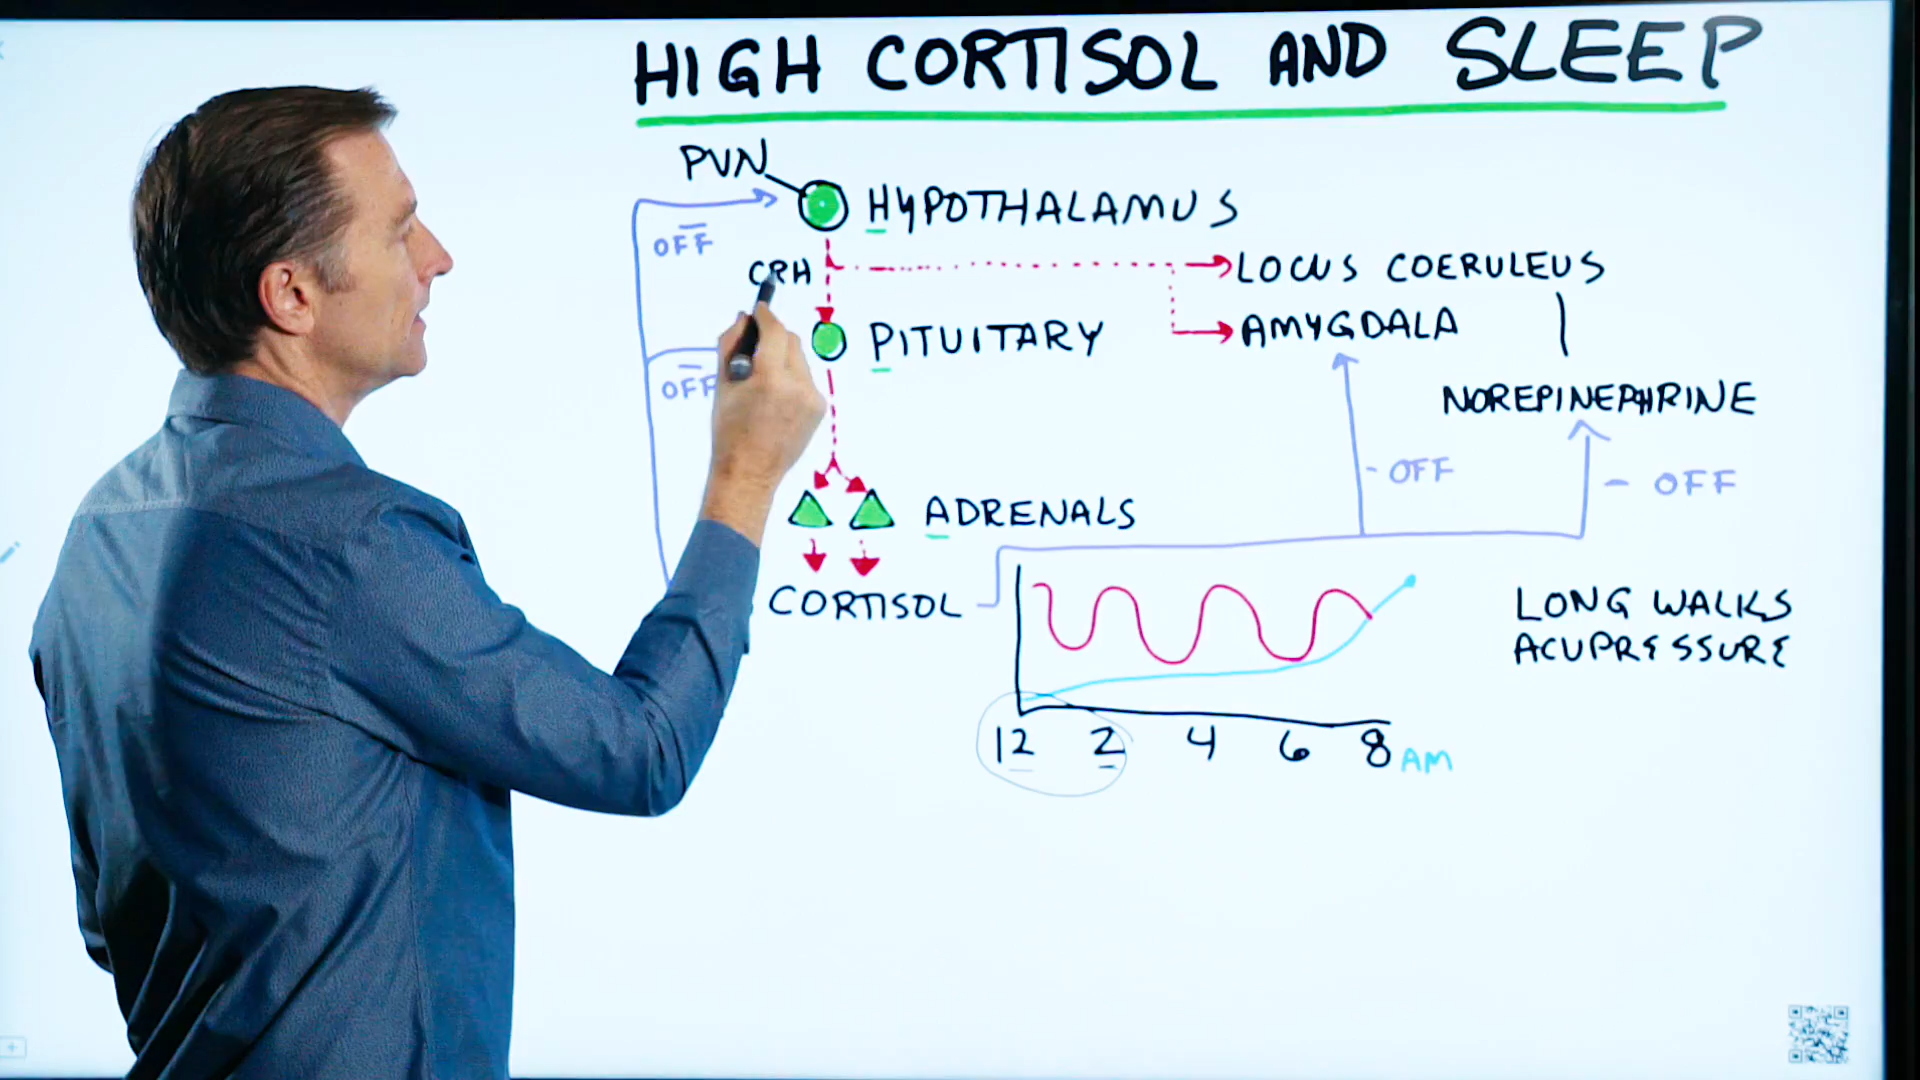 HIGH CORTISOL AND SLEEP
PVN
HYPOTHALAMUS
OFF
CRH
LOCUS COERULEUS
AMYGDALA
PITUITARY
OFF
NOREPINEPHRINE
- OFF
- OFF
ADRENALS
CORTISOL
LONG WALKS
ACUPRESSURE
12 2 4 6 8 AM